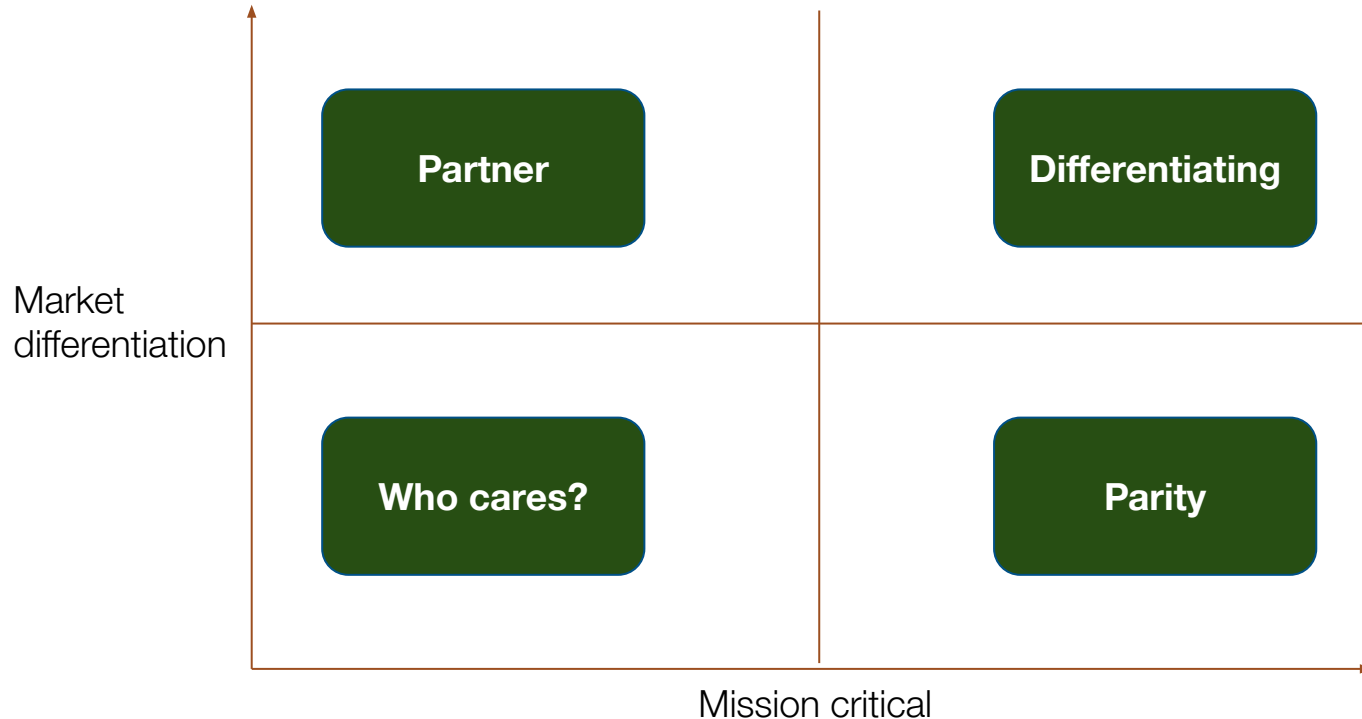 Partner
Differentiating
Market
differentiation
Who cares?
Parity
Mission critical